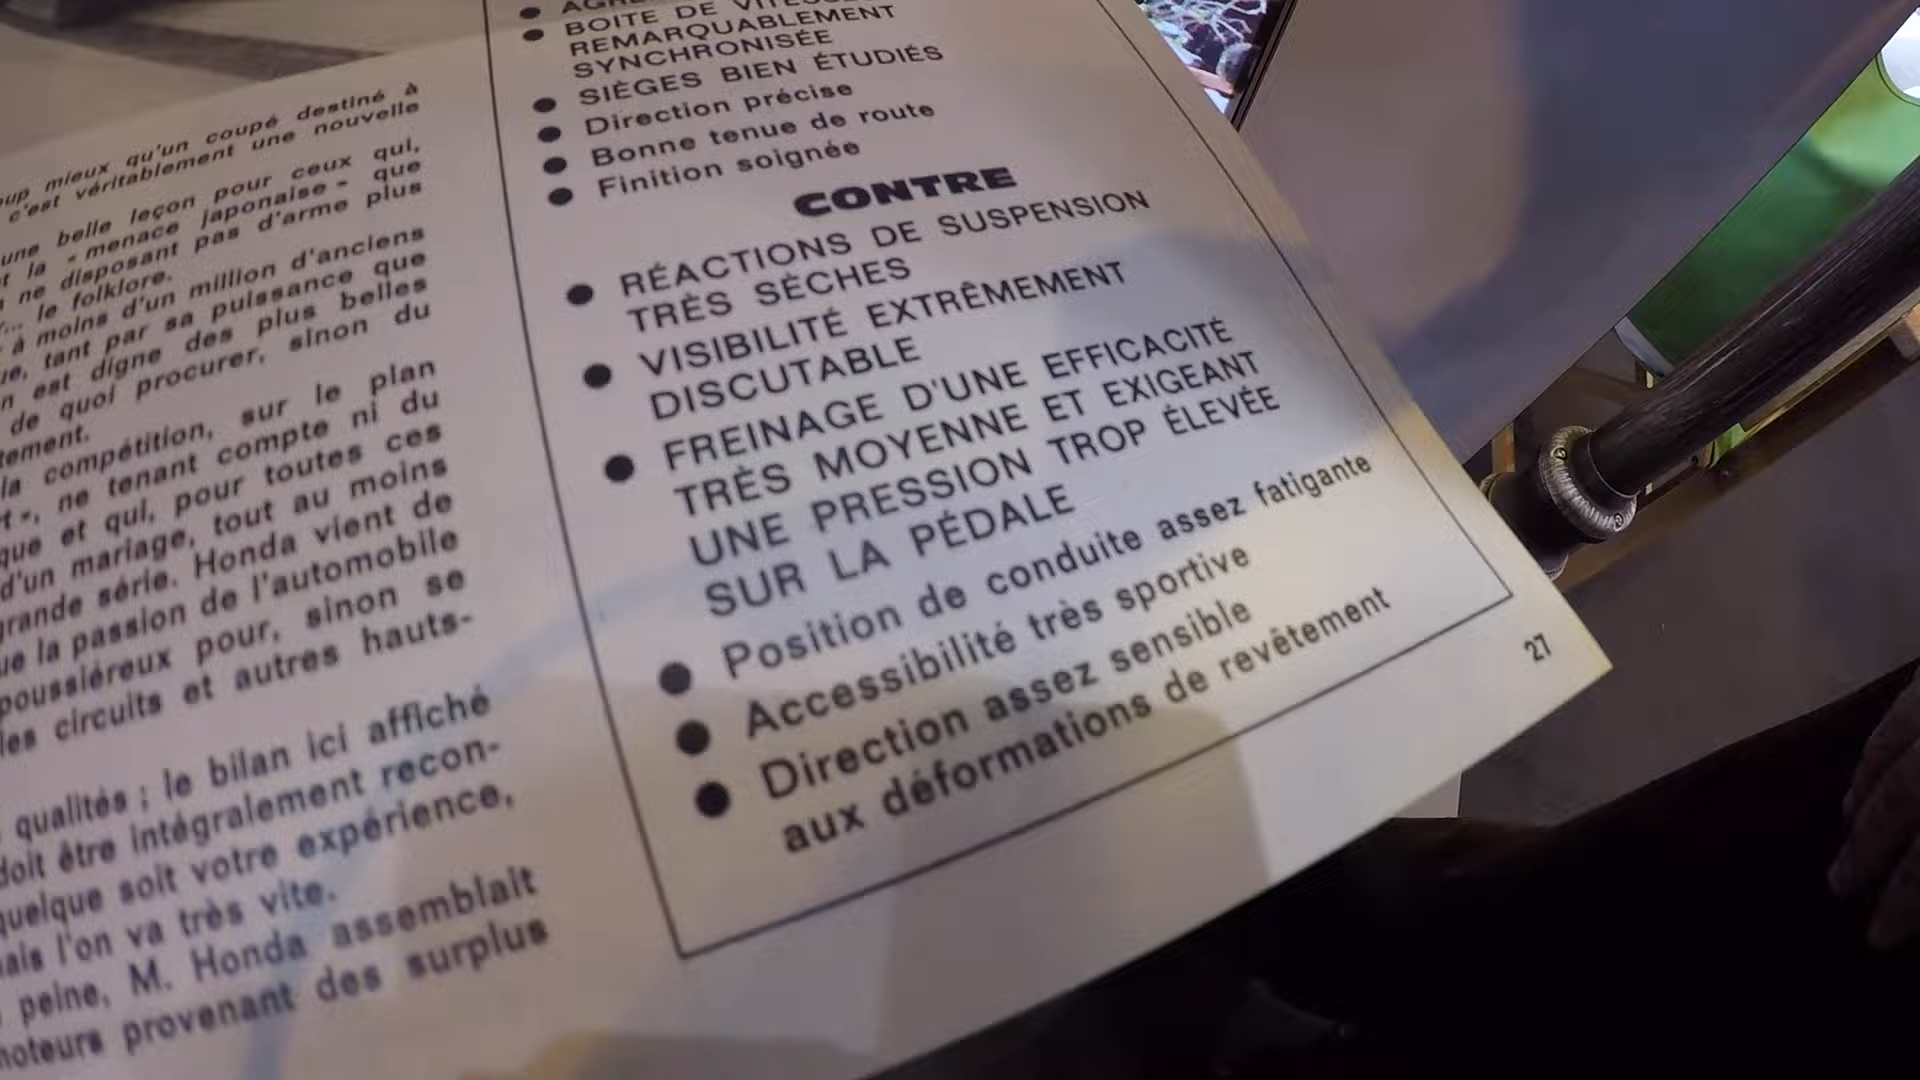 up mieux qu'un coupé destiné à
c'est véritablement une nouvelle
une belle leçon pour ceux qui,
la « menace japonaise » que
ne disposant pas d'arme plus
... le folklore.
à moins d'un million d'anciens
, tant par sa puissance que
est digne des plus belles
de quoi procurer, sinon du
tement.
la compétition, sur le plan
t », ne tenant compte ni du
que et qui, pour toutes ces
d'un mariage, tout au moins
grande série. Honda vient de
ue la passion de l'automobile
poussiéreux pour, sinon se
les circuits et autres hauts-
qualités ; le bilan ici affiché
doit être intégralement recon-
quelque soit votre expérience,
ais l'on va très vite.
peine, M. Honda assemblait
moteurs provenant des surplus
● BOITE DE VITESSES
● REMARQUABLEMENT
SYNCHRONISÉE
● SIÈGES BIEN ÉTUDIÉS
● Direction précise
● Bonne tenue de route
● Finition soignée
CONTRE
● RÉACTIONS DE SUSPENSION
TRÈS SÈCHES
● VISIBILITÉ EXTRÊMEMENT
DISCUTABLE
● FREINAGE D'UNE EFFICACITÉ
TRÈS MOYENNE ET EXIGEANT
UNE PRESSION TROP ÉLEVÉE
SUR LA PÉDALE
● Position de conduite assez fatigante
● Accessibilité très sportive
● Direction assez sensible
aux déformations de revêtement
27